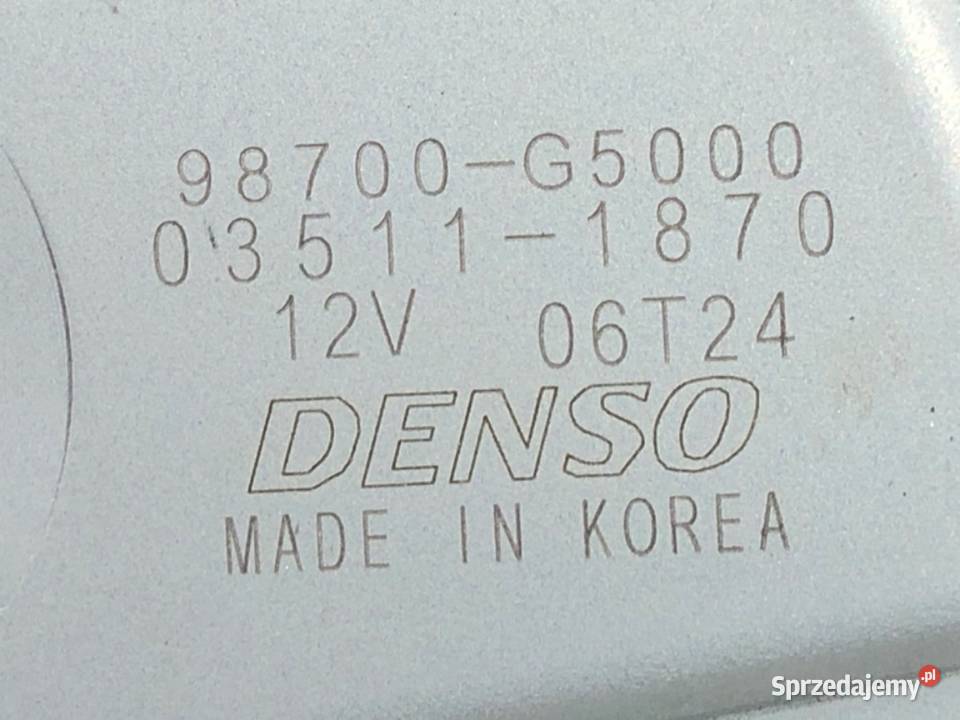 98700-G5000
03511-1870
12V 06T24
DENSO
MADE IN KOREA
Sprzedajemy.pl